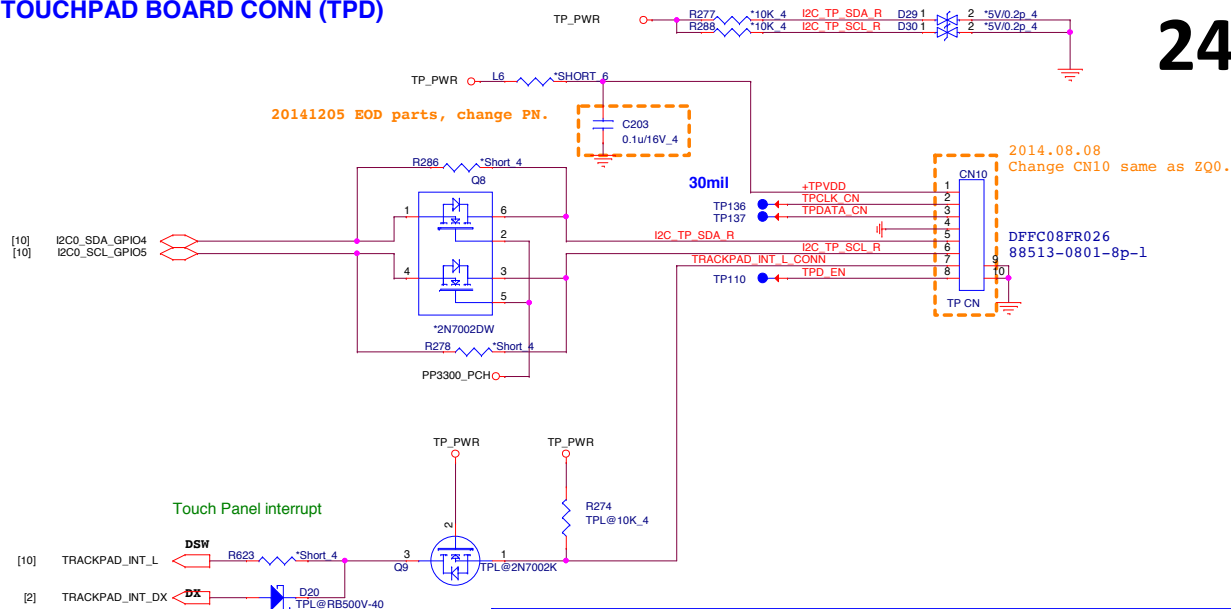 TOUCHPAD BOARD CONN (TPD)
24
TP_PWR
R277 *10K_4 I2C_TP_SDA_R D29 1 2 *5V/0.2p_4
R288 *10K_4 I2C_TP_SCL_R D30 1 2 *5V/0.2p_4
TP_PWR L6 *SHORT_6
20141205 EOD parts, change PN.
C203
0.1u/16V_4
2014.08.08
Change CN10 same as ZQ0.
R286 *Short_4
Q8
30mil
CN10
+TPVDD 1
TP136 TPCLK_CN 2
TP137 TPDATA_CN 3
4
1 6
2
[10] I2C0_SDA_GPIO4
I2C_TP_SDA_R 5
[10] I2C0_SCL_GPIO5
I2C_TP_SCL_R 6
DFFC08FR026
88513-0801-8p-l
TRACKPAD_INT_L_CONN 7 9
4 3
TP110 TPD_EN 8 10
5
TP CN
*2N7002DW
R278 *Short_4
PP3300_PCH
TP_PWR
TP_PWR
Touch Panel interrupt
R274
TPL@10K_4
2
DSW
[10] TRACKPAD_INT_L R623 *Short_4 3 1
Q9 TPL@2N7002K
[2] TRACKPAD_INT_DX DX D20
TPL@RB500V-40